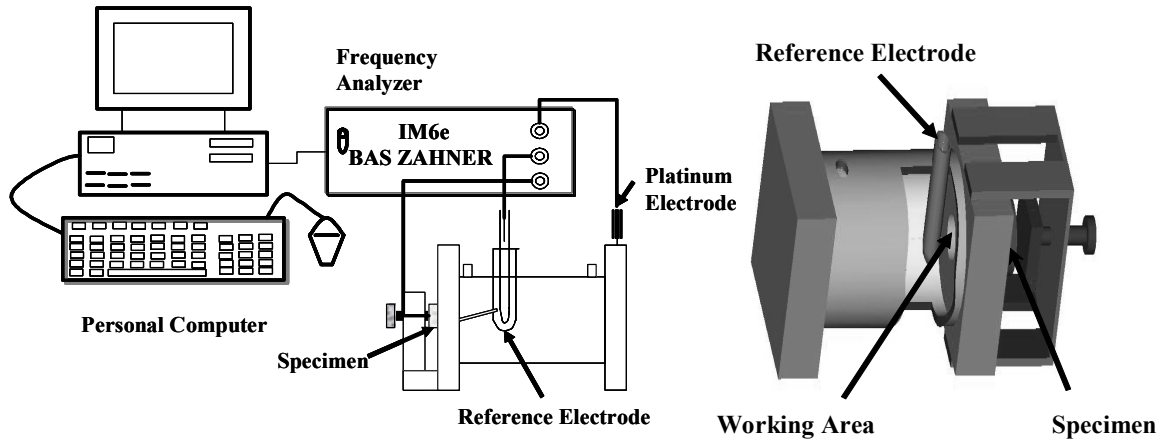 Frequency
Analyzer
IM6e
BAS ZAHNER
Platinum
Electrode
Personal Computer
Specimen
Reference Electrode
Reference Electrode
Working Area
Specimen